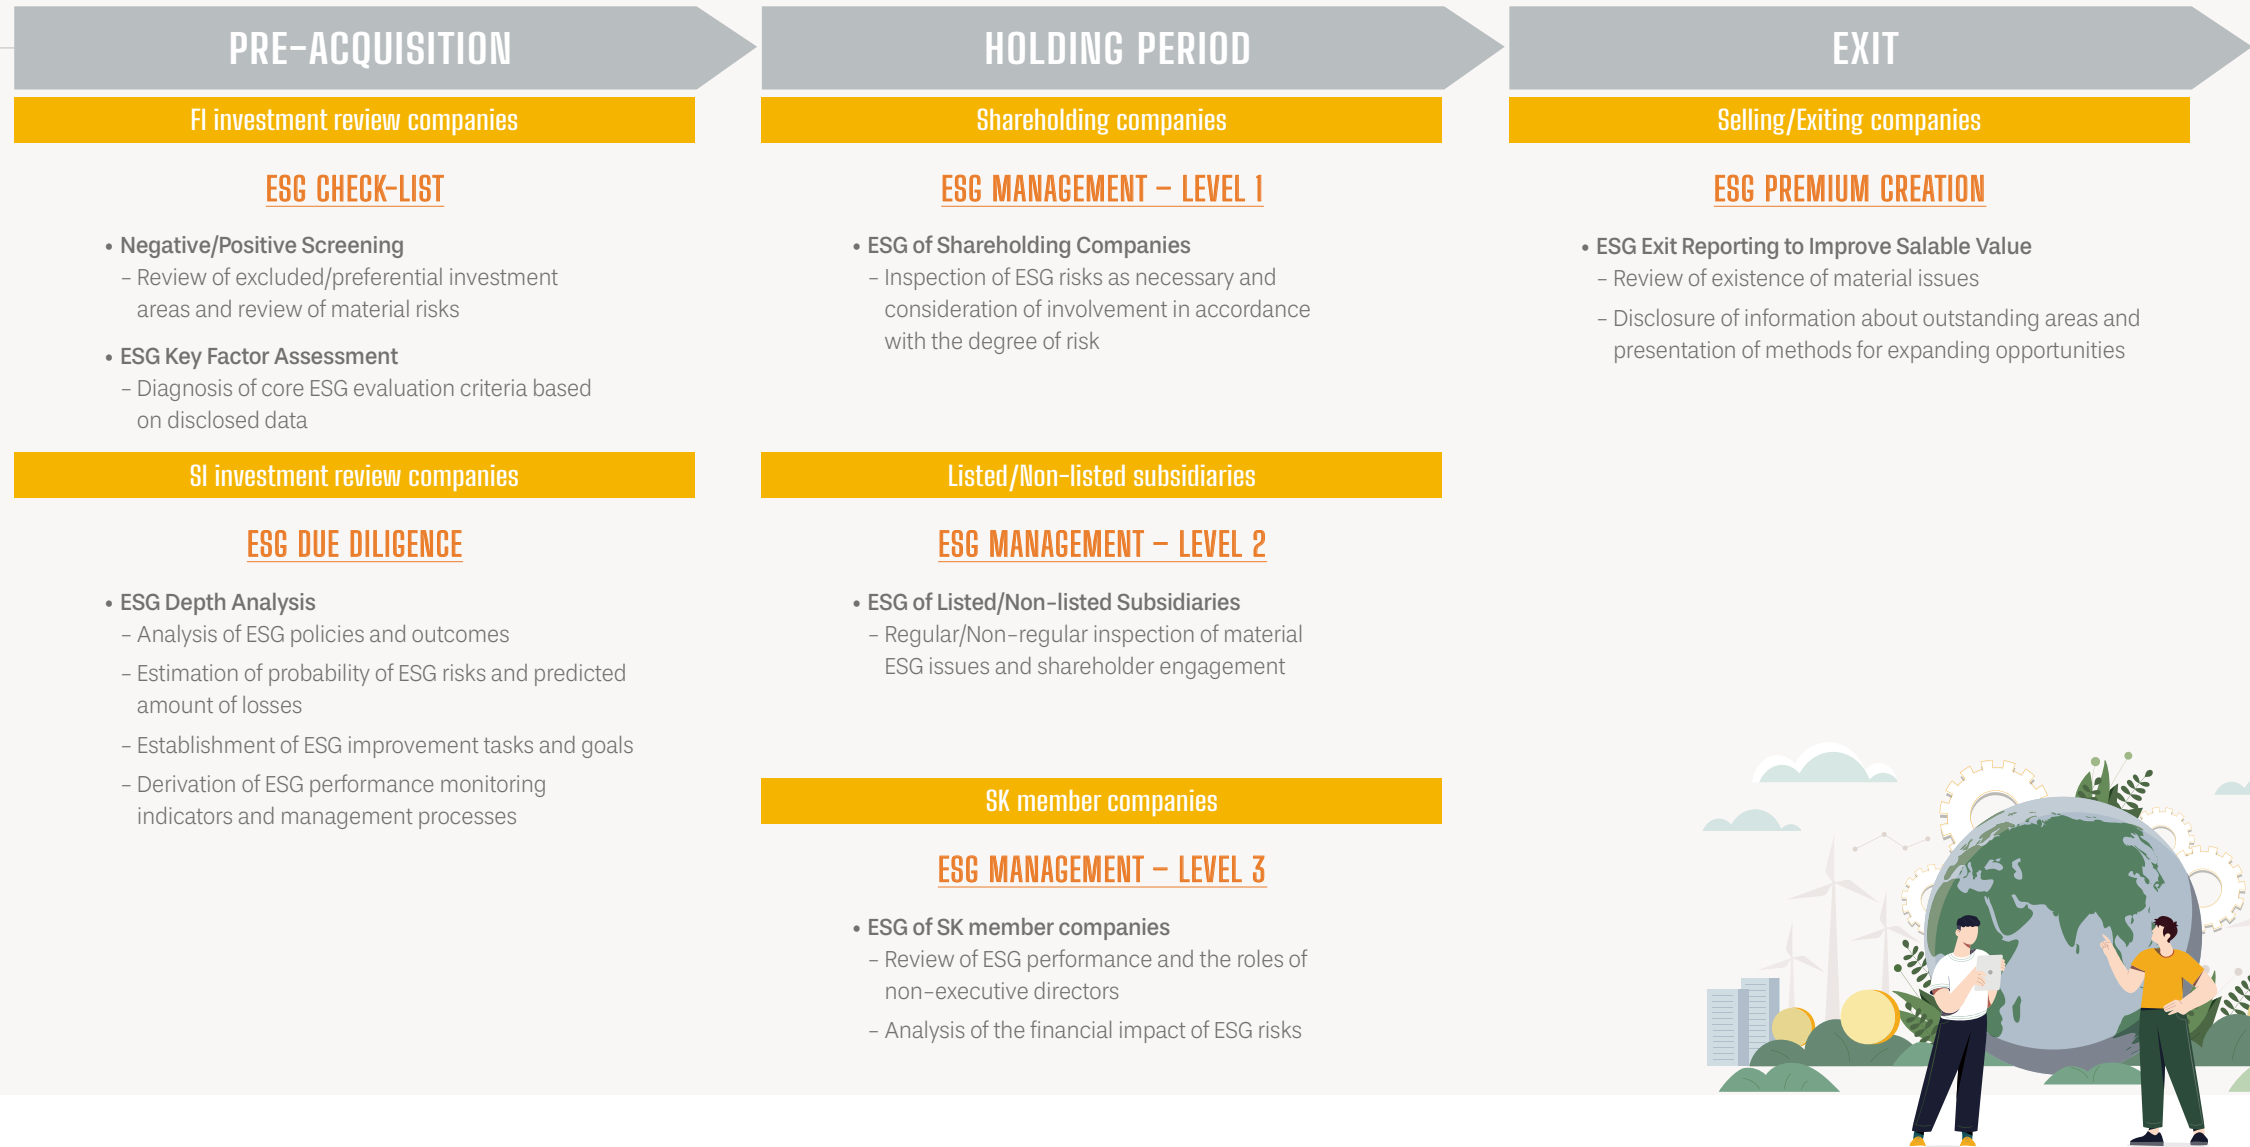 PRE-ACQUISITION
FI investment review companies
ESG CHECK-LIST
• Negative/Positive Screening
– Review of excluded/preferential investment
areas and review of material risks
• ESG Key Factor Assessment
– Diagnosis of core ESG evaluation criteria based
on disclosed data
SI investment review companies
ESG DUE DILIGENCE
• ESG Depth Analysis
– Analysis of ESG policies and outcomes
– Estimation of probability of ESG risks and predicted
amount of losses
– Establishment of ESG improvement tasks and goals
– Derivation of ESG performance monitoring
indicators and management processes
HOLDING PERIOD
Shareholding companies
ESG MANAGEMENT – LEVEL 1
• ESG of Shareholding Companies
– Inspection of ESG risks as necessary and
consideration of involvement in accordance
with the degree of risk
Listed/Non-listed subsidiaries
ESG MANAGEMENT – LEVEL 2
• ESG of Listed/Non-listed Subsidiaries
– Regular/Non-regular inspection of material
ESG issues and shareholder engagement
SK member companies
ESG MANAGEMENT – LEVEL 3
• ESG of SK member companies
– Review of ESG performance and the roles of
non-executive directors
– Analysis of the financial impact of ESG risks
EXIT
Selling/Exiting companies
ESG PREMIUM CREATION
• ESG Exit Reporting to Improve Salable Value
– Review of existence of material issues
– Disclosure of information about outstanding areas and
presentation of methods for expanding opportunities